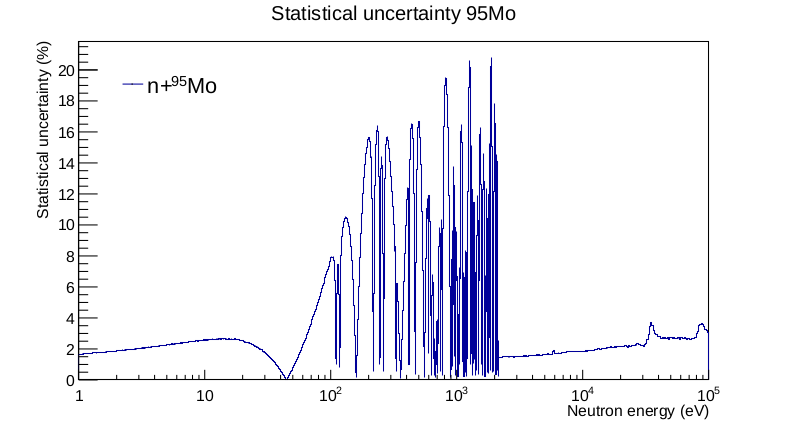 Statistical uncertainty 95Mo
Statistical uncertainty (%)
n+⁹⁵Mo
20
18
16
14
12
10
8
6
4
2
0
1 10 10² 10³ 10⁴ 10⁵
Neutron energy (eV)